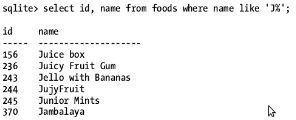 sqlite> select id, name from foods where name like 'J%';
id name
----- --------------------
156 Juice box
236 Juicy Fruit Gum
243 Jello with Bananas
244 JujyFruit
245 Junior Mints
370 Jambalaya